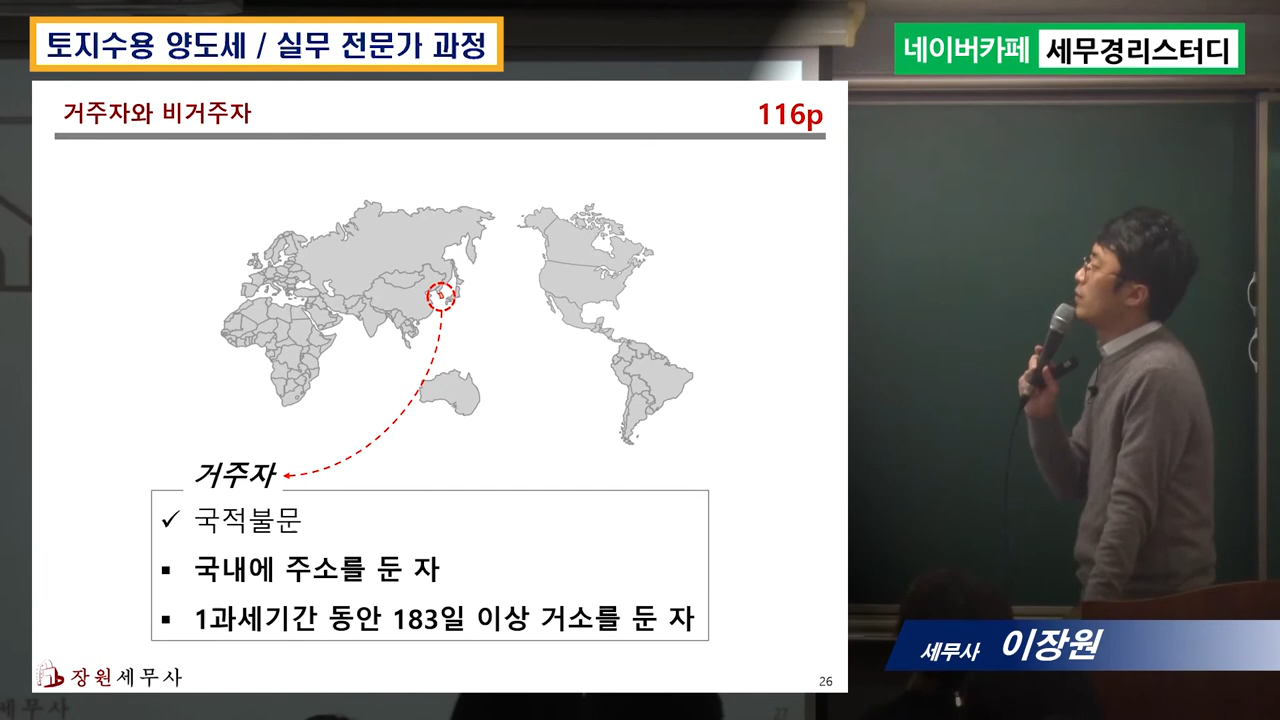 토지수용 양도세 / 실무 전문가 과정
네이버카페 세무경리스터디
거주자와 비거주자
116p
거주자
✓ 국적불문
▪ 국내에 주소를 둔 자
▪ 1과세기간 동안 183일 이상 거소를 둔 자
장원세무사
26
세무사 이장원
세무사
27